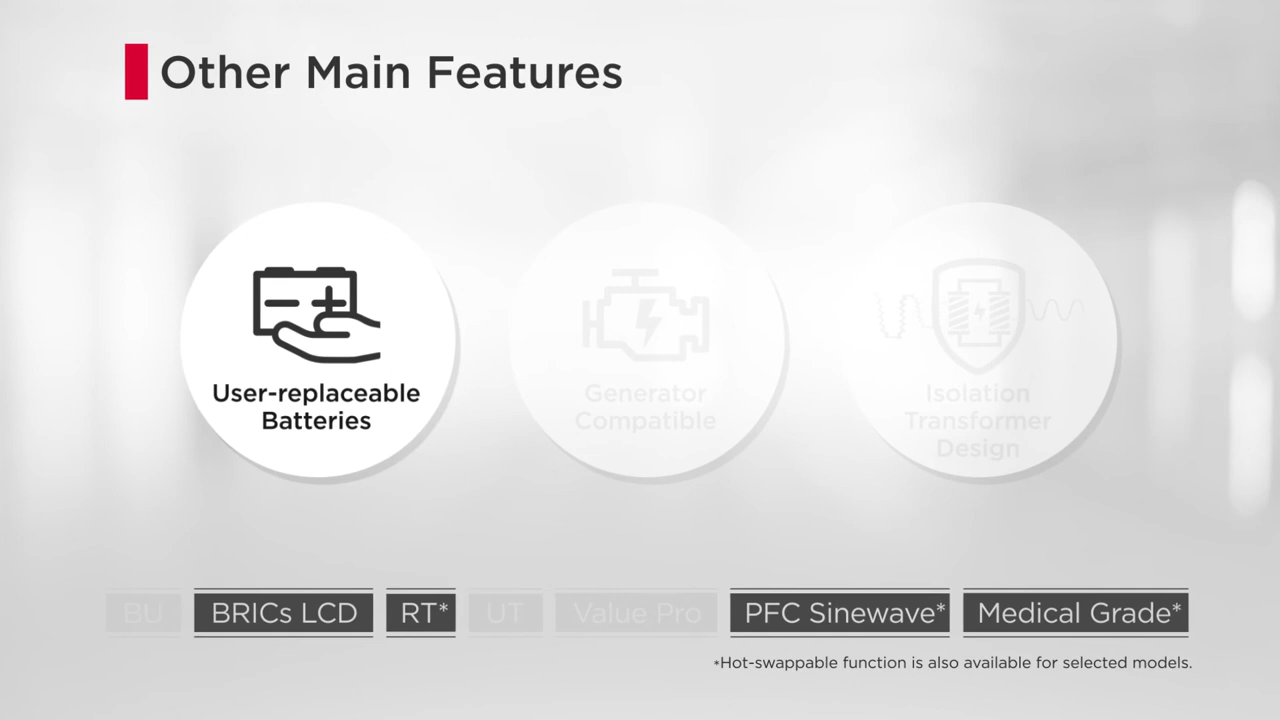 Other Main Features
User-replaceable
Batteries
Generator
Compatible
Isolation
Transformer
Design
BU
BRICs LCD
RT*
UT
Value Pro
PFC Sinewave*
Medical Grade*
*Hot-swappable function is also available for selected models.